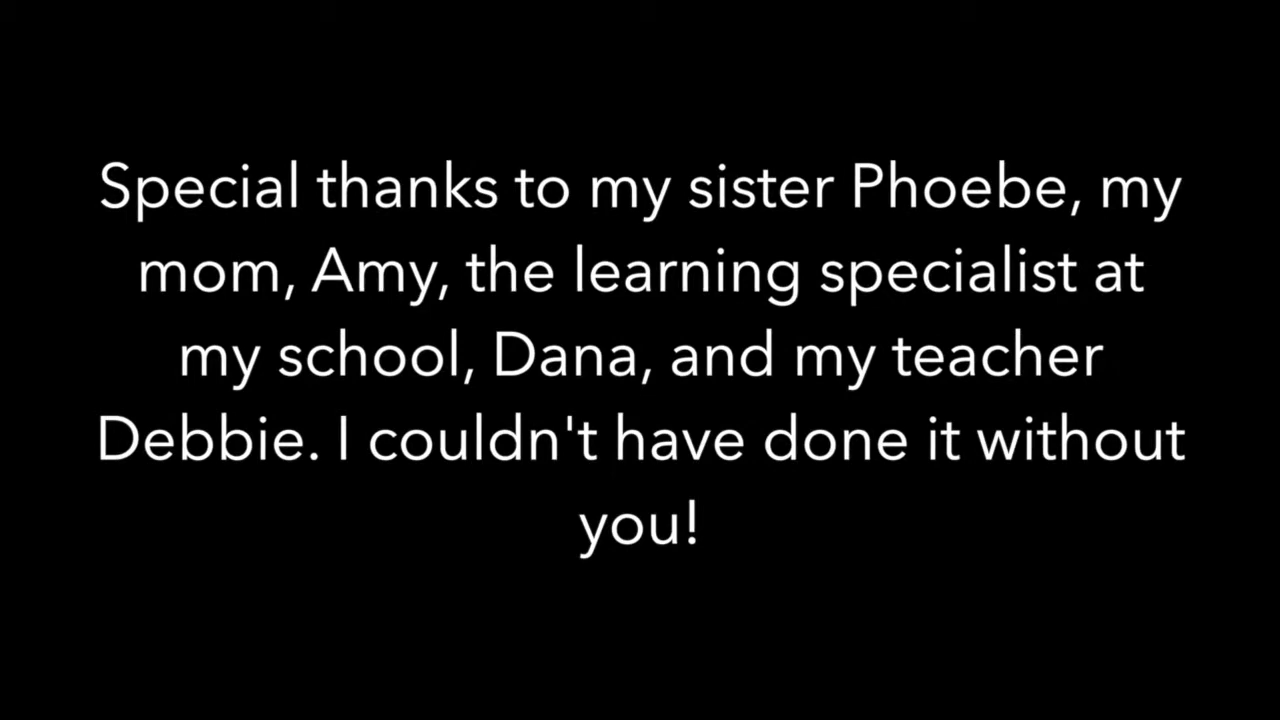 Special thanks to my sister Phoebe, my
mom, Amy, the learning specialist at
my school, Dana, and my teacher
Debbie. I couldn't have done it without
you!